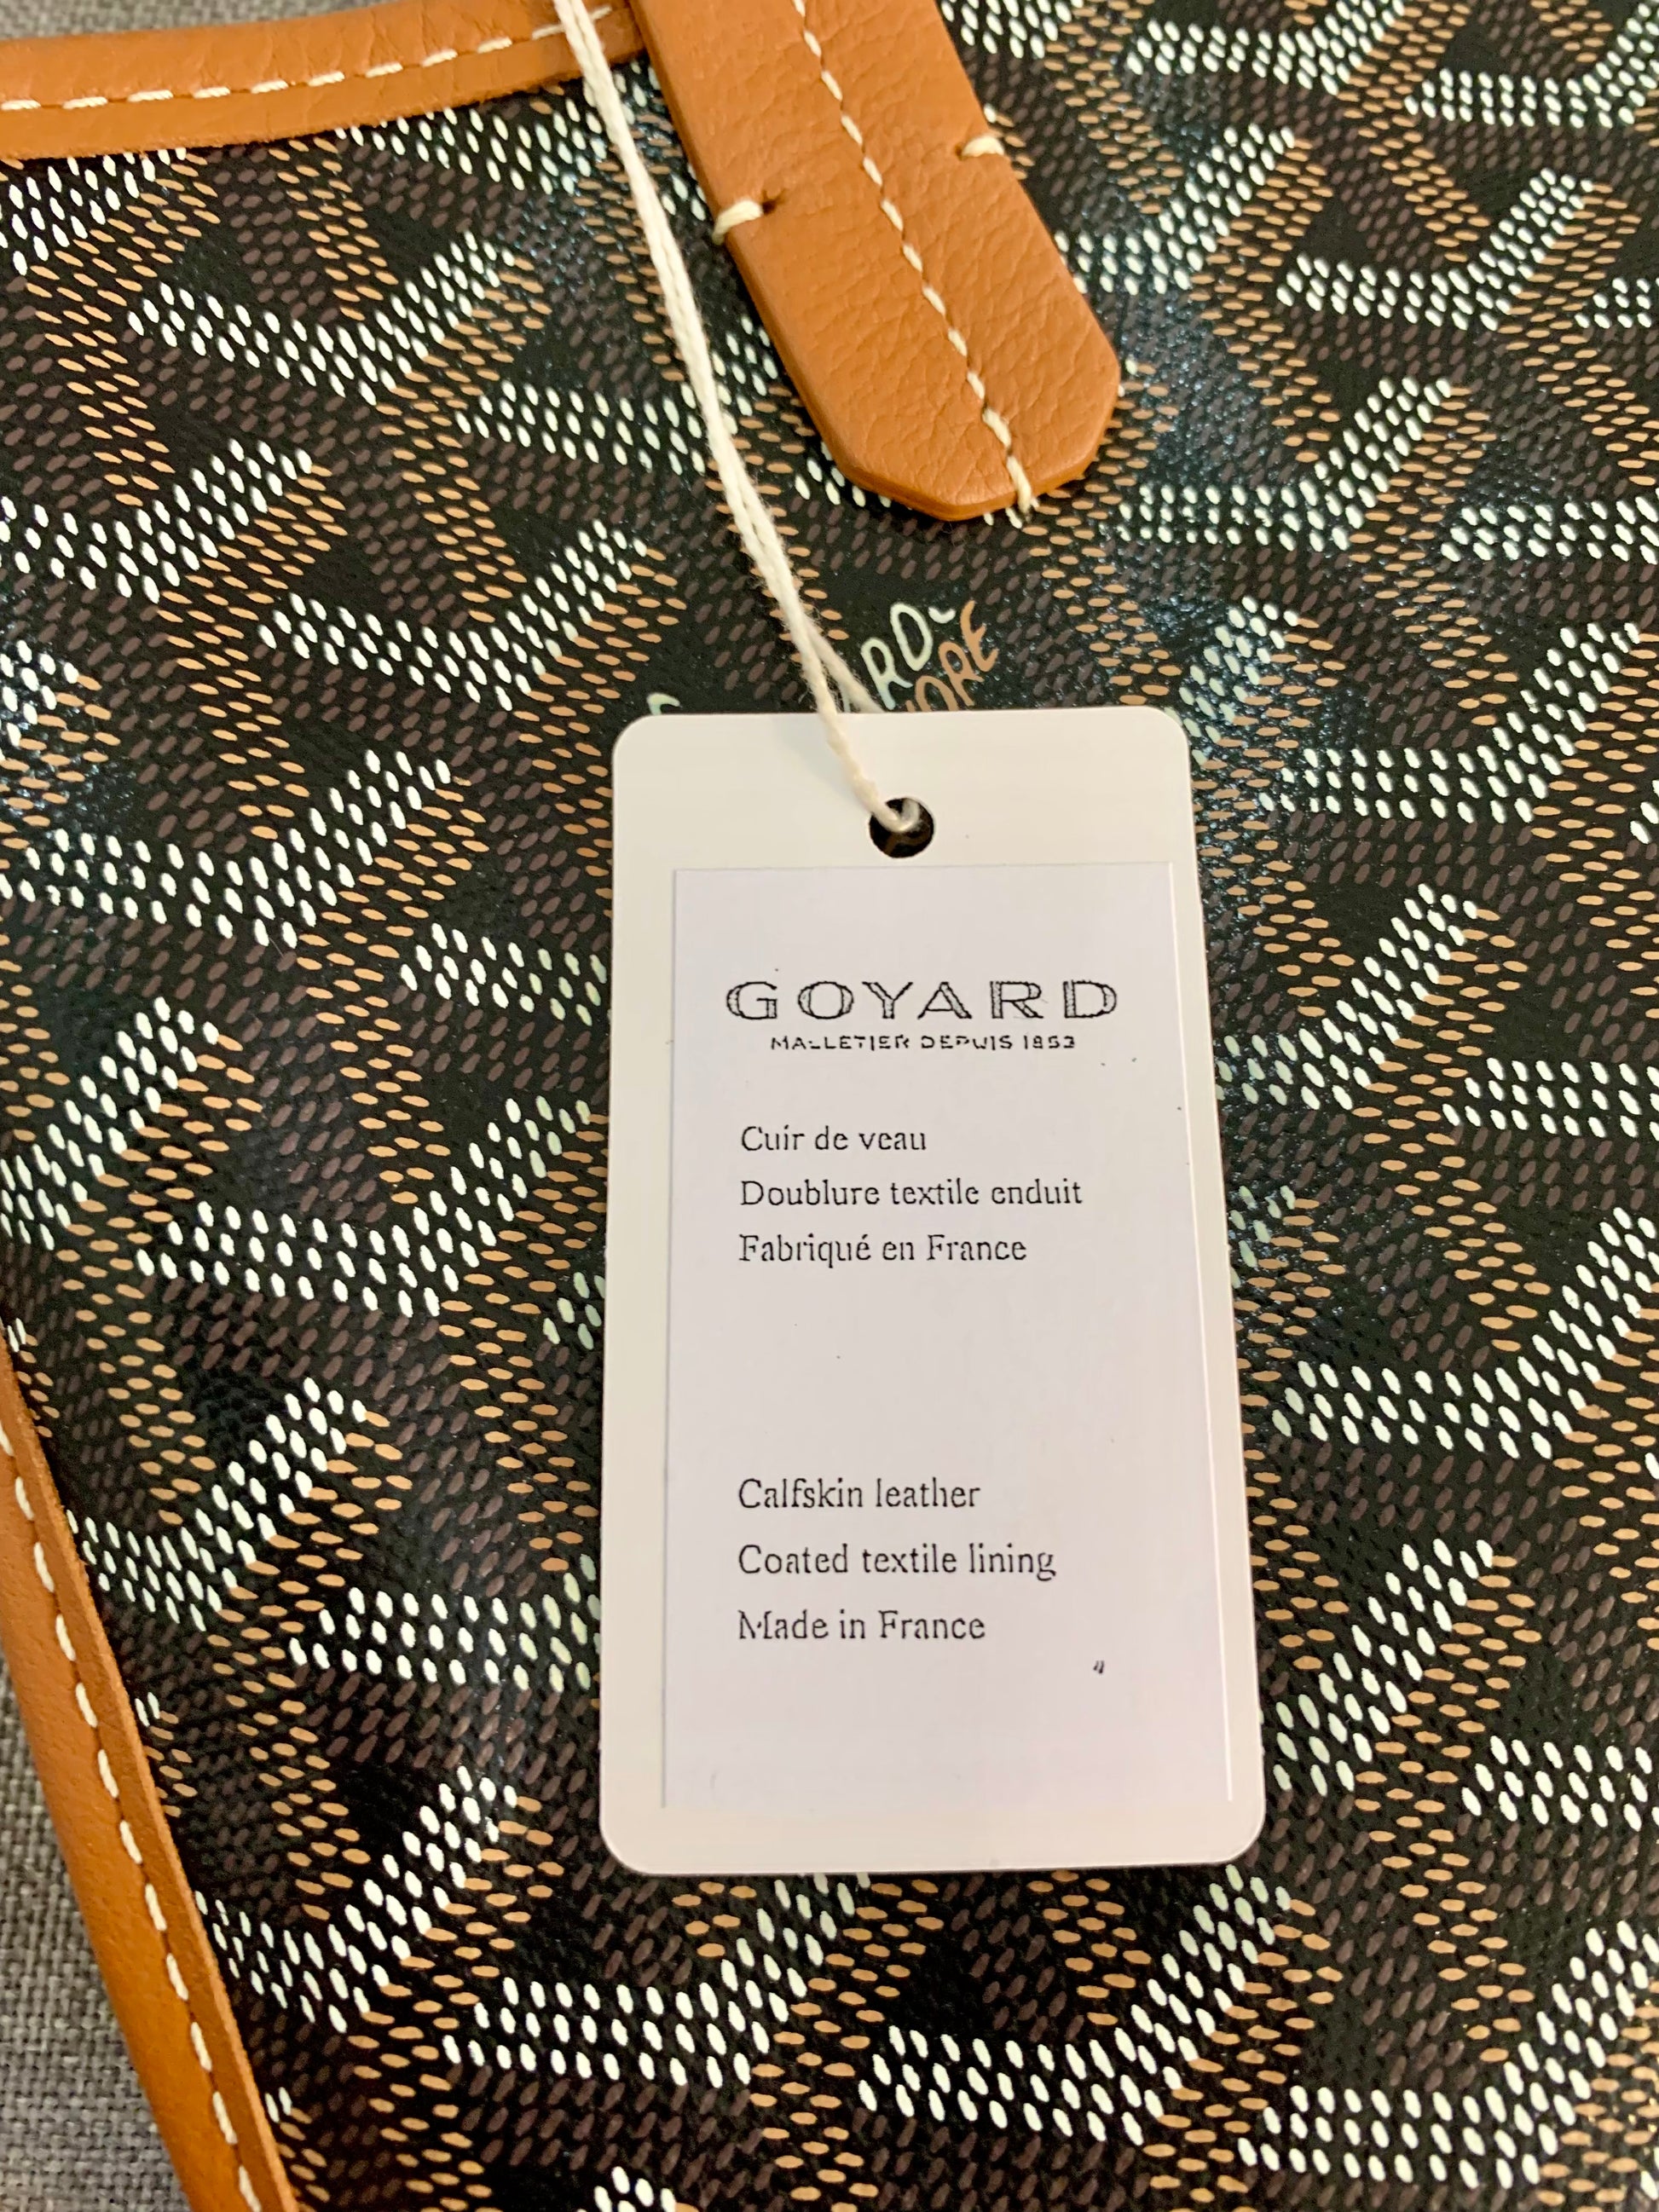 GOYARD
MALLETIER DEPUIS 1853
Cuir de veau
Doublure textile enduit
Fabriqué en France
Calfskin leather
Coated textile lining
Made in France